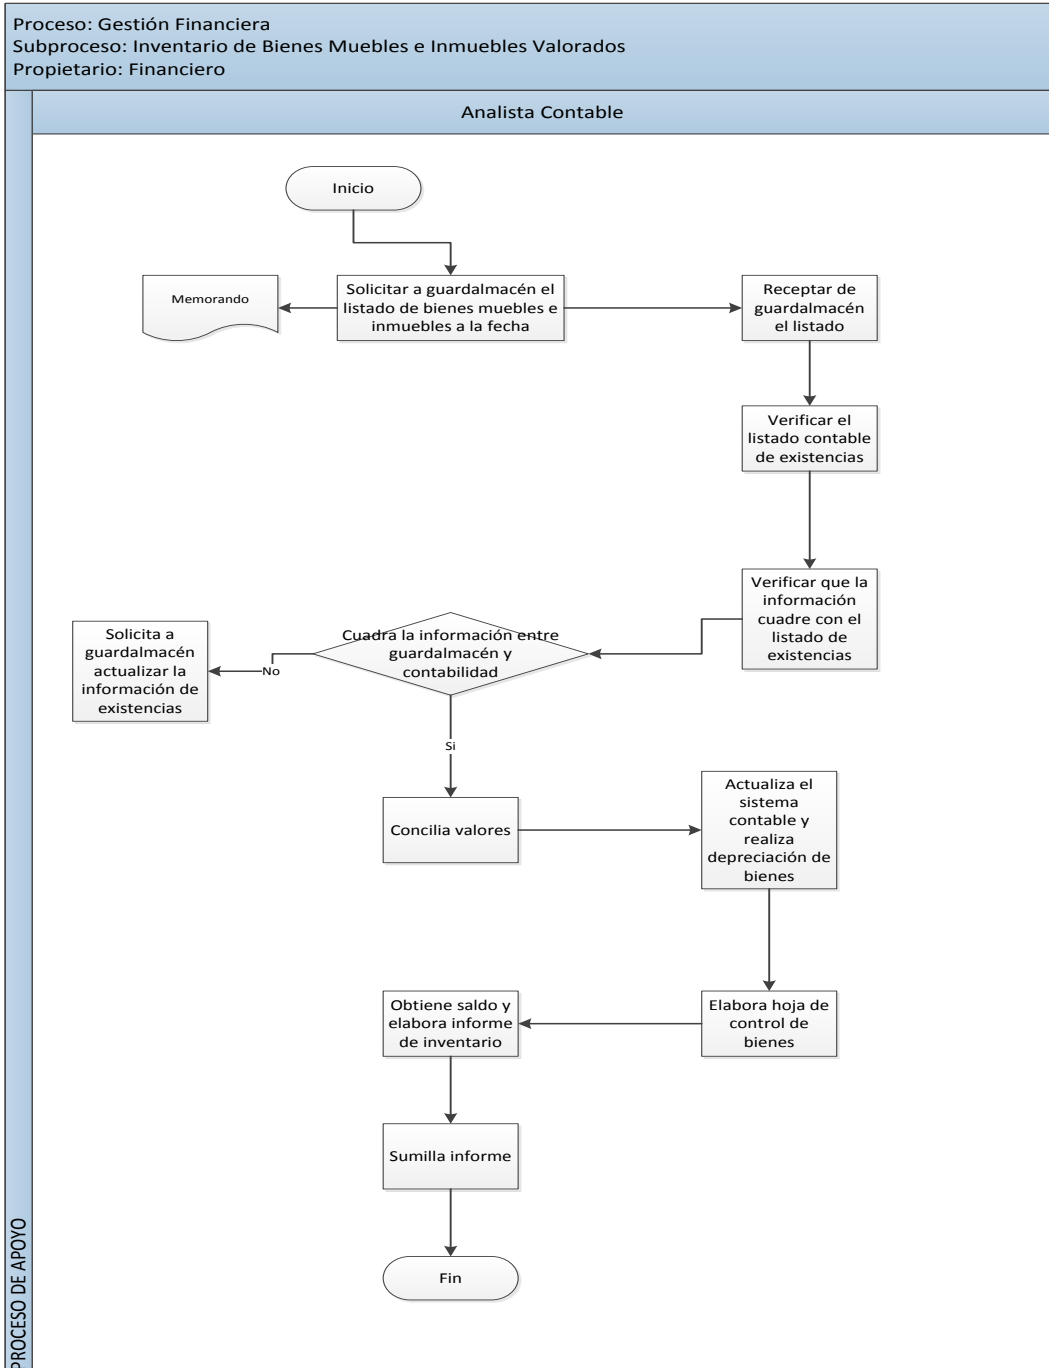 Proceso: Gestión Financiera
Subproceso: Inventario de Bienes Muebles e Inmuebles Valorados
Propietario: Financiero
Analista Contable
Inicio
Memorando
Solicitar a guardalmacén el
listado de bienes muebles e
inmuebles a la fecha
Receptar de
guardalmacén
el listado
Verificar el
listado contable
de existencias
Verificar que la
información
cuadre con el
listado de
existencias
Cuadra la información entre
guardalmacén y
contabilidad
No
Solicita a
guardalmacén
actualizar la
información de
existencias
Si
Concilia valores
Actualiza el
sistema
contable y
realiza
depreciación de
bienes
Elabora hoja de
control de
bienes
Obtiene saldo y
elabora informe
de inventario
Sumilla informe
Fin
PROCESO DE APOYO